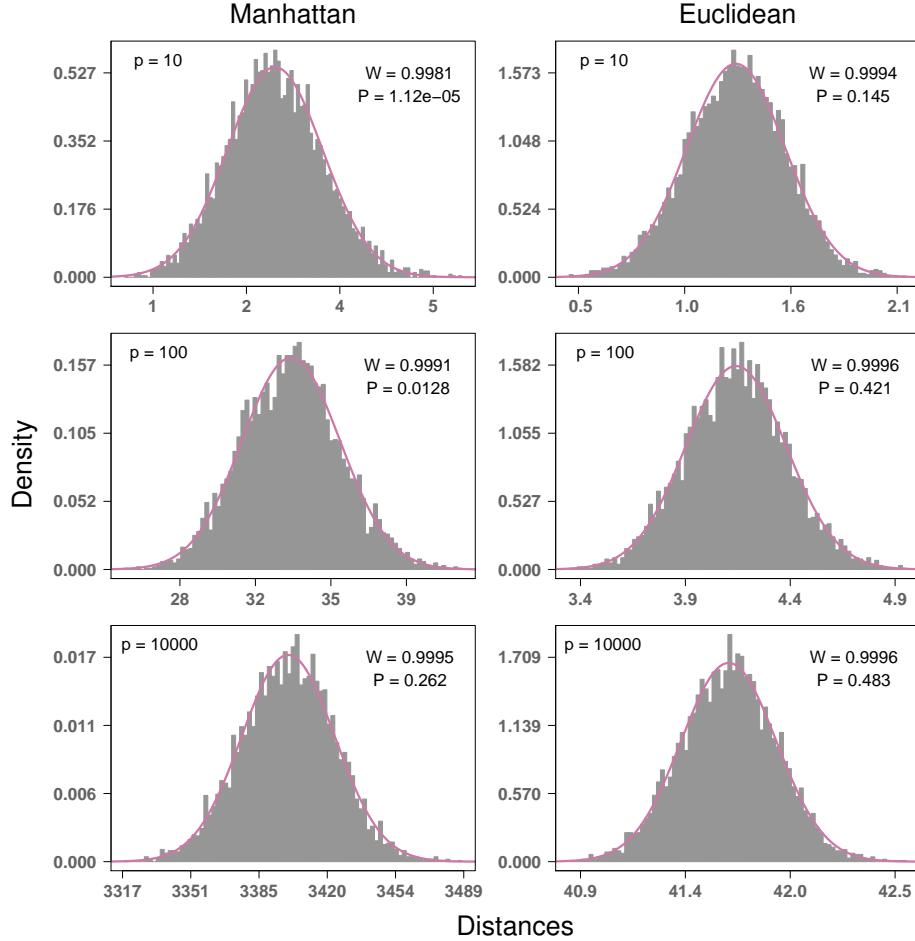 Manhattan
Euclidean
p = 10
W = 0.9981
P = 1.12e−05
0.527
0.352
0.176
0.000
1 2 4 5
p = 10
W = 0.9994
P = 0.145
1.573
1.048
0.524
0.000
0.5 1.0 1.6 2.1
p = 100
W = 0.9991
P = 0.0128
0.157
0.105
0.052
0.000
28 32 35 39
p = 100
W = 0.9996
P = 0.421
1.582
1.055
0.527
0.000
3.4 3.9 4.4 4.9
p = 10000
W = 0.9995
P = 0.262
0.017
0.011
0.006
0.000
3317 3351 3385 3420 3454 3489
p = 10000
W = 0.9996
P = 0.483
1.709
1.139
0.570
0.000
40.9 41.4 42.0 42.5
Density
Distances